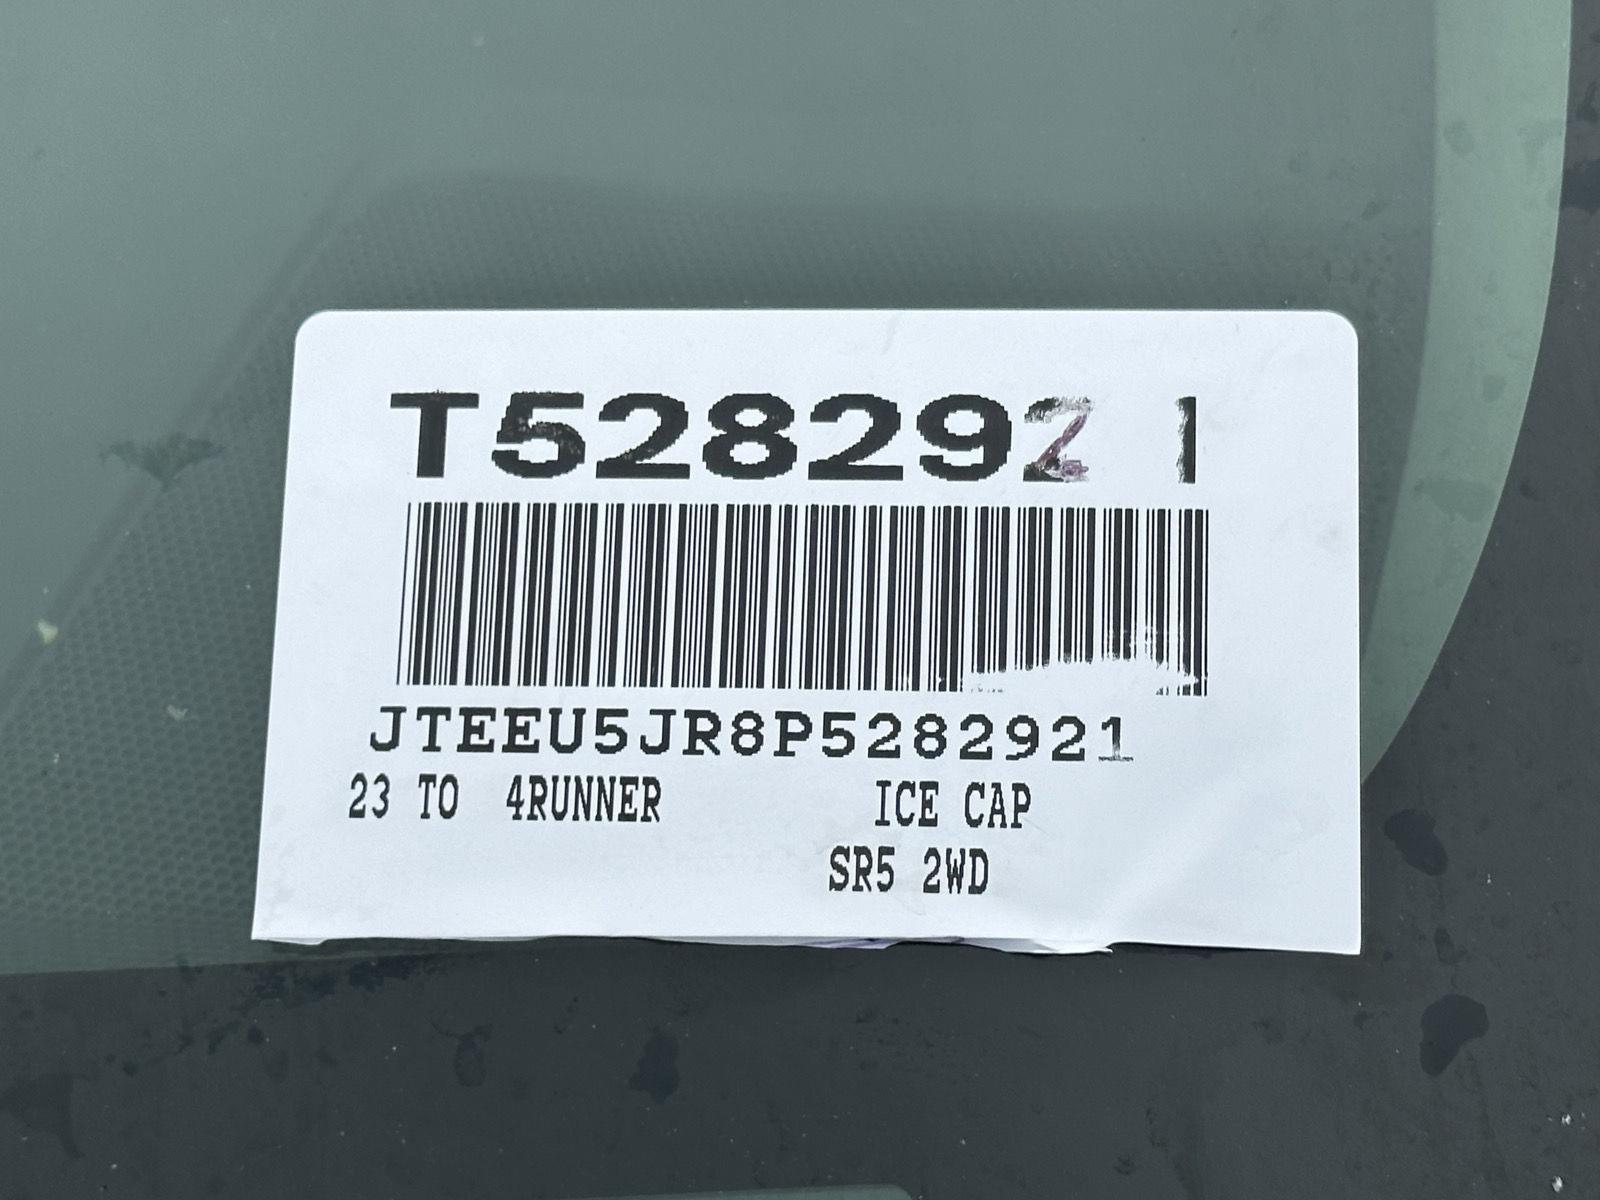 T5282921
JTEEU5JR8P5282921
23 TO 4RUNNER ICE CAP
SR5 2WD